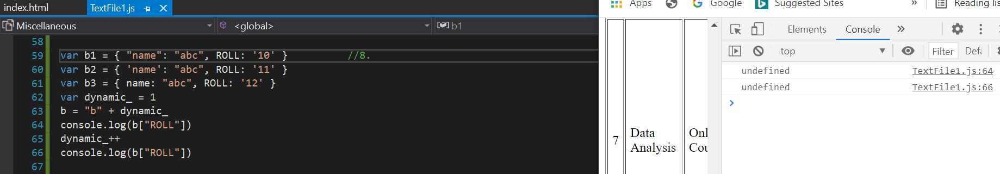 index.html
TextFile1.js
Miscellaneous
<global>
b1
58
59 var b1 = { "name": "abc", ROLL: '10' } //8.
60 var b2 = { 'name': "abc", ROLL: '11' }
61 var b3 = { name: "abc", ROLL: '12' }
62 var dynamic_ = 1
63 b = "b" + dynamic_
64 console.log(b["ROLL"])
65 dynamic_++
66 console.log(b["ROLL"])
67
Apps Google Suggested Sites » Reading lis
7
Data
Analysis
Onl
Cou
Elements Console »
top Filter Defa
undefined TextFile1.js:64
undefined TextFile1.js:66
>